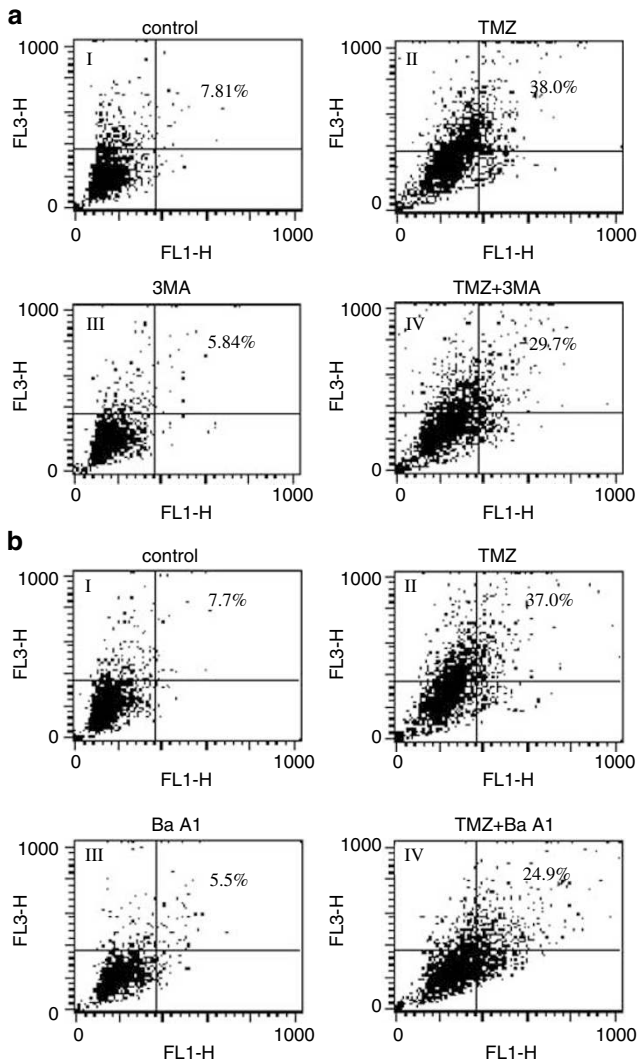 a
control
TMZ
1000
I
7.81%
FL3-H
0
0
1000
FL1-H
1000
II
38.0%
FL3-H
0
0
1000
FL1-H
3MA
TMZ+3MA
1000
III
5.84%
FL3-H
0
0
1000
FL1-H
1000
IV
29.7%
FL3-H
0
0
1000
FL1-H
b
control
TMZ
1000
I
7.7%
FL3-H
0
0
1000
FL1-H
1000
II
37.0%
FL3-H
0
0
1000
FL1-H
Ba A1
TMZ+Ba A1
1000
III
5.5%
FL3-H
0
0
1000
FL1-H
1000
IV
24.9%
FL3-H
0
0
1000
FL1-H